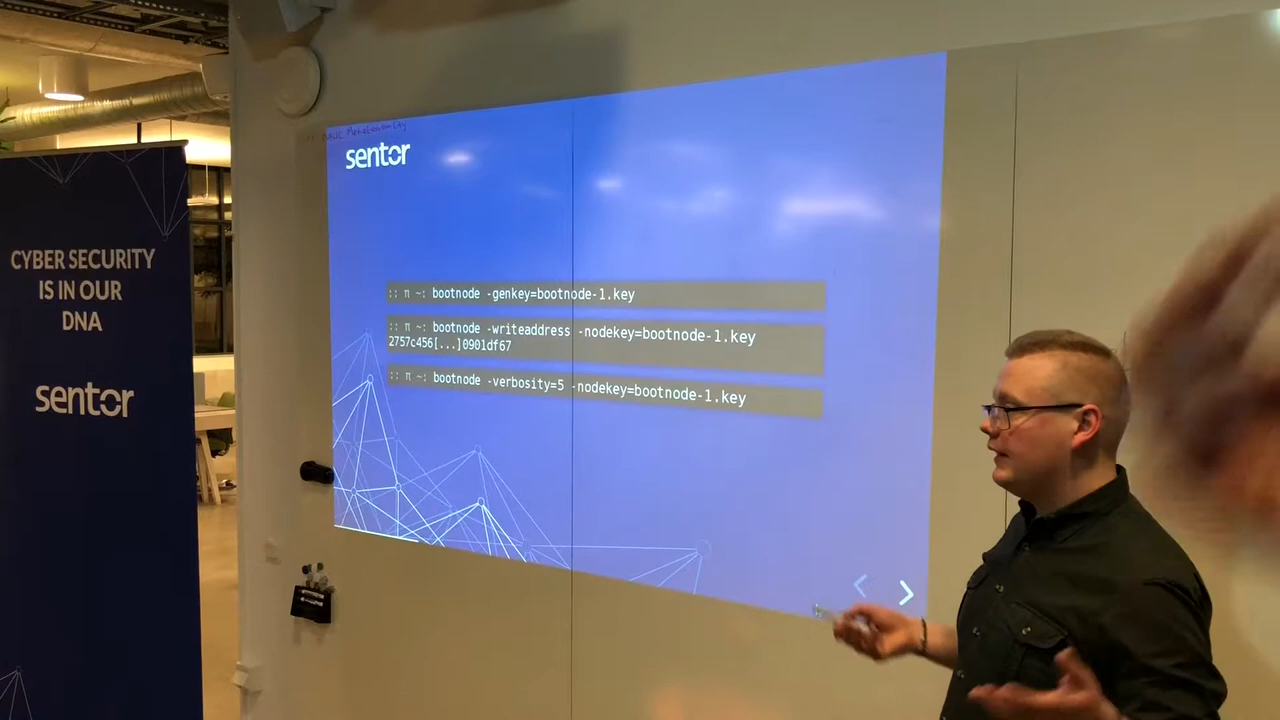 CYBER SECURITY
IS IN OUR
DNA
sentor
sentor
:: π ~: bootnode -genkey=bootnode-1.key
:: π ~: bootnode -writeaddress -nodekey=bootnode-1.key
2757c456[...]0901df67
:: π ~: bootnode -verbosity=5 -nodekey=bootnode-1.key